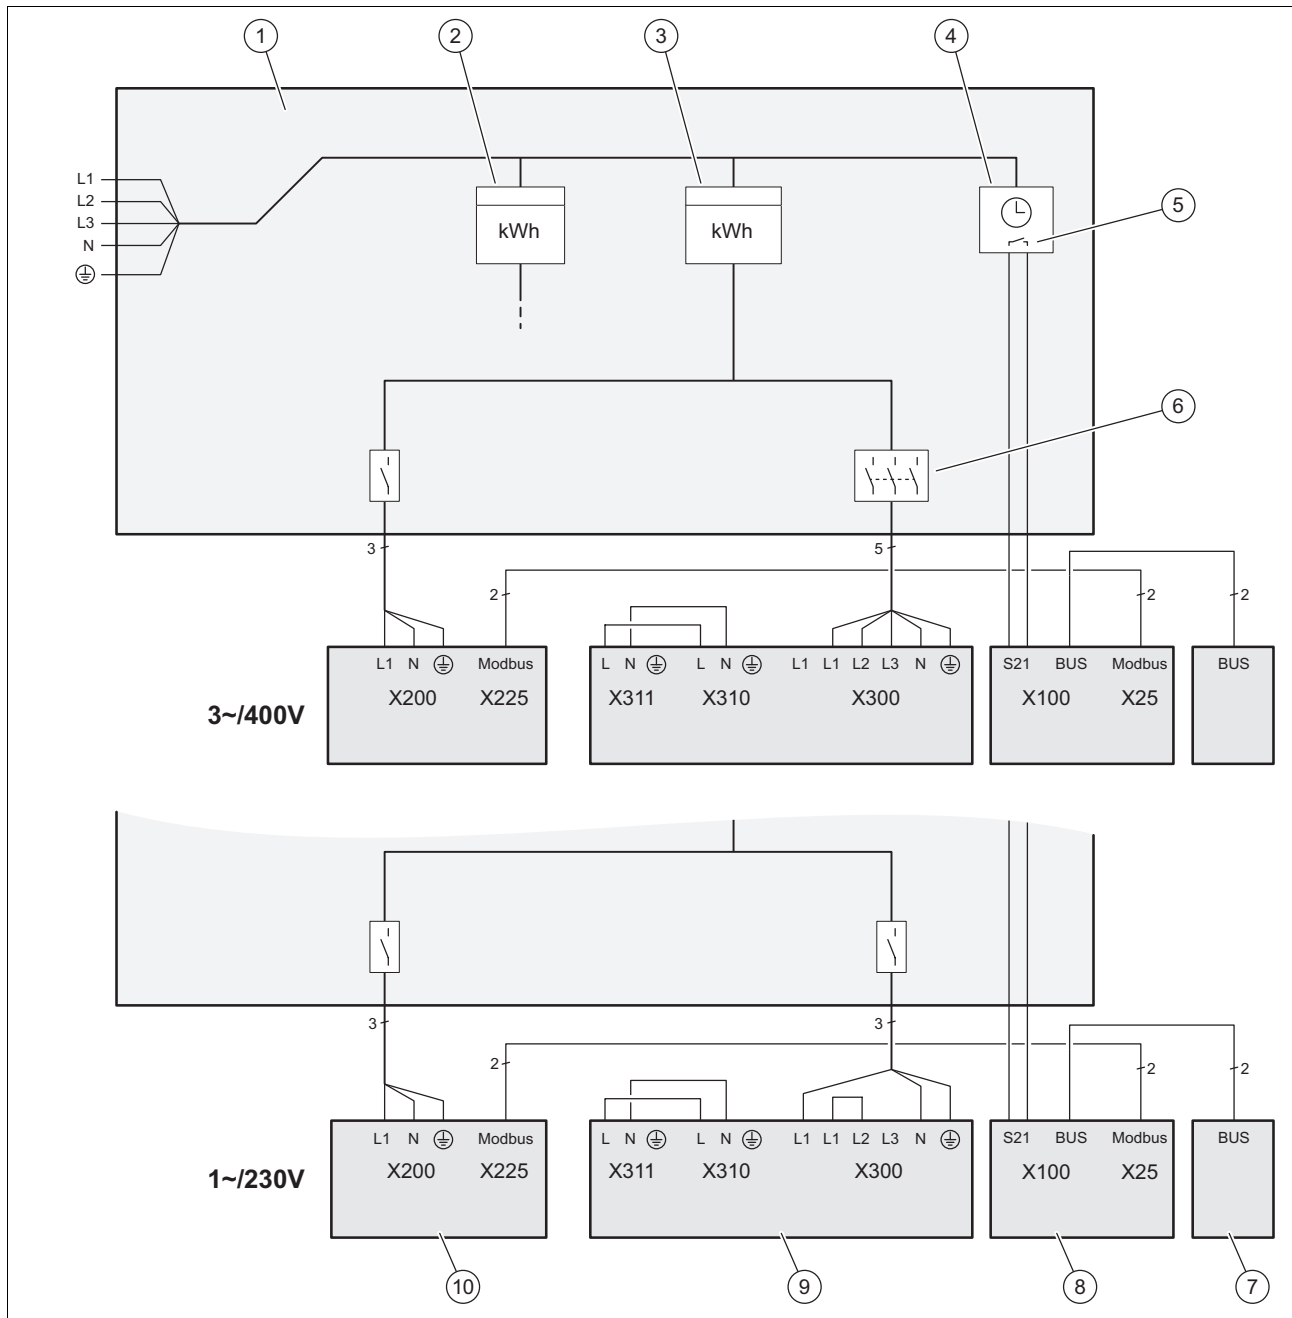 1 2 3 4
L1
L2
L3
N
kWh kWh
5
6
3 5
2 2 2
L1 N Modbus
X200 X225
L N L N L1 L1 L2 L3 N
X311 X310 X300
S21 BUS Modbus
X100 X25
BUS
3~/400V
3 3
2 2 2
L1 N Modbus
X200 X225
L N L N L1 L1 L2 L3 N
X311 X310 X300
S21 BUS Modbus
X100 X25
BUS
1~/230V
10 9 8 7